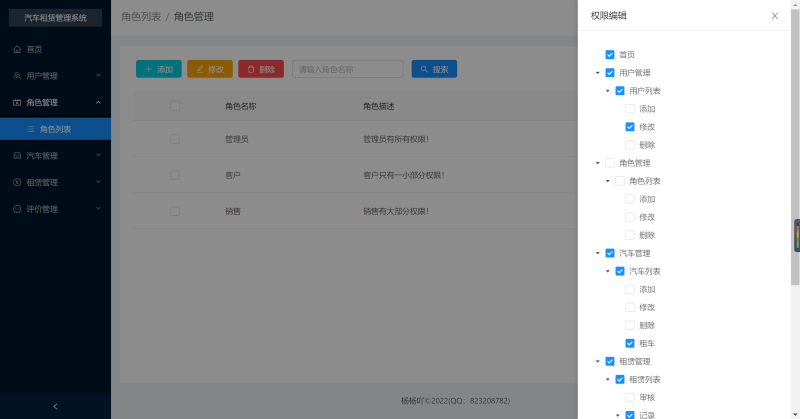 汽车租赁管理系统
首页
用户管理
角色管理
角色列表
汽车管理
租赁管理
评价管理
角色列表 / 角色管理
添加
修改
删除
请输入角色名称
搜索
角色名称 角色描述
管理员 管理员有所有权限!
客户 客户只有一小部分权限!
销售 销售有大部分权限!
杨杨吖©2022(QQ：823208782)
权限编辑
首页
用户管理
用户列表
添加
修改
删除
角色管理
角色列表
添加
修改
删除
汽车管理
汽车列表
添加
修改
删除
租车
租赁管理
租赁列表
审核
记录